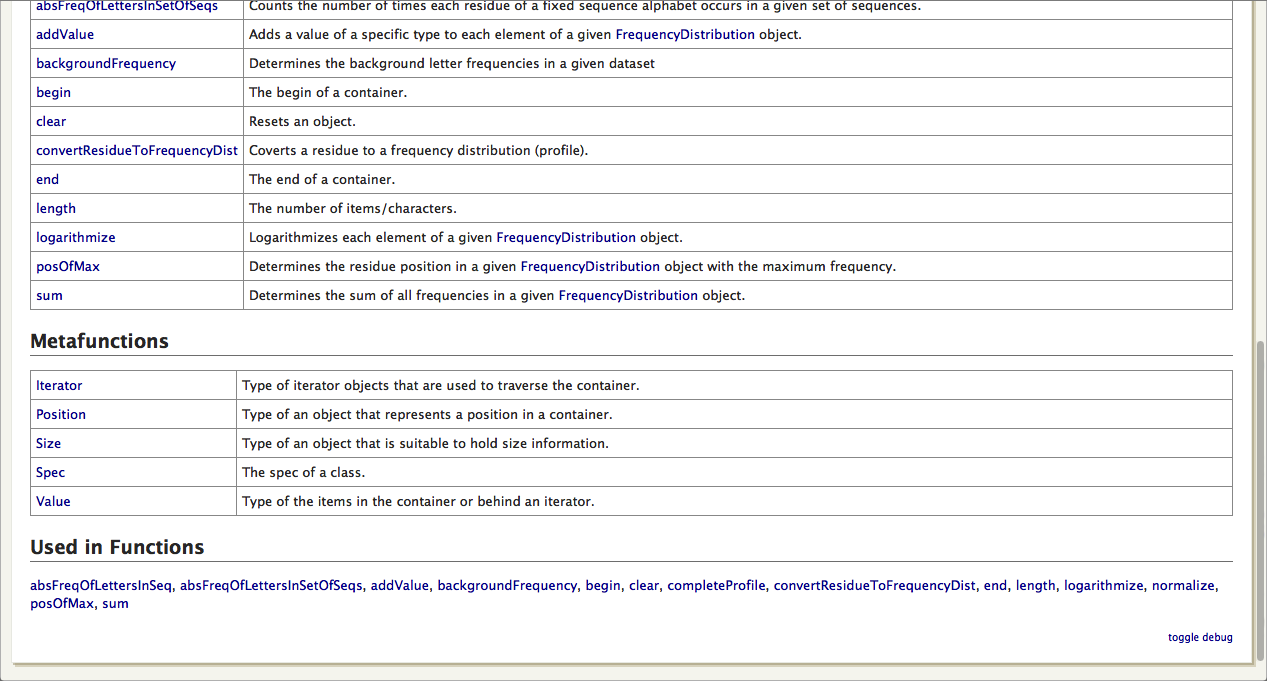 absFreqOfLettersInSetOfSeqs Counts the number of times each residue of a fixed sequence alphabet occurs in a given set of sequences.
addValue Adds a value of a specific type to each element of a given FrequencyDistribution object.
backgroundFrequency Determines the background letter frequencies in a given dataset
begin The begin of a container.
clear Resets an object.
convertResidueToFrequencyDist Coverts a residue to a frequency distribution (profile).
end The end of a container.
length The number of items/characters.
logarithmize Logarithmizes each element of a given FrequencyDistribution object.
posOfMax Determines the residue position in a given FrequencyDistribution object with the maximum frequency.
sum Determines the sum of all frequencies in a given FrequencyDistribution object.
Metafunctions
Iterator Type of iterator objects that are used to traverse the container.
Position Type of an object that represents a position in a container.
Size Type of an object that is suitable to hold size information.
Spec The spec of a class.
Value Type of the items in the container or behind an iterator.
Used in Functions
absFreqOfLettersInSeq, absFreqOfLettersInSetOfSeqs, addValue, backgroundFrequency, begin, clear, completeProfile, convertResidueToFrequencyDist, end, length, logarithmize, normalize,
posOfMax, sum
toggle debug